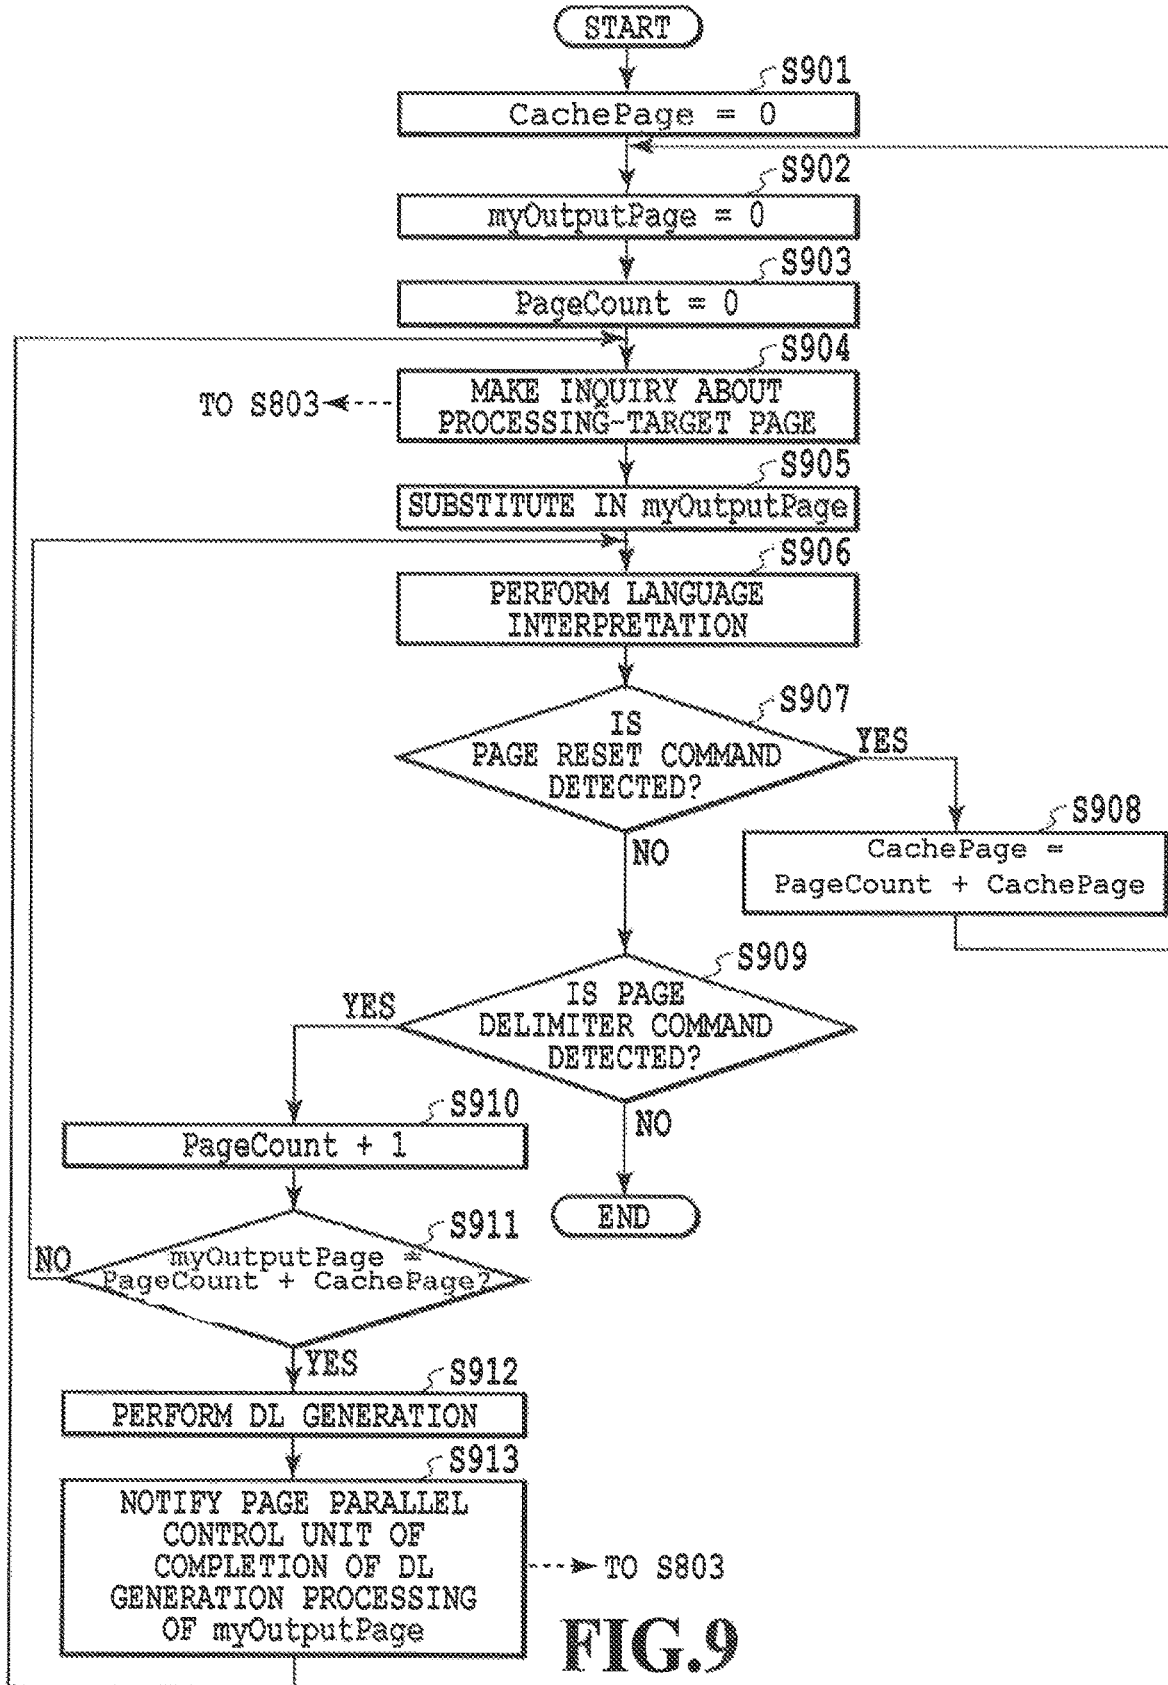 START
S901
CachePage = 0
S902
myOutputPage = 0
S903
PageCount = 0
S904
MAKE INQUIRY ABOUT
PROCESSING-TARGET PAGE
TO S803
S905
SUBSTITUTE IN myOutputPage
S906
PERFORM LANGUAGE
INTERPRETATION
S907
IS
PAGE RESET COMMAND
DETECTED?
YES
NO
S908
CachePage =
PageCount + CachePage
S909
IS PAGE
DELIMITER COMMAND
DETECTED?
YES
NO
S910
PageCount + 1
END
S911
myOutputPage =
PageCount + CachePage?
NO
YES
S912
PERFORM DL GENERATION
S913
NOTIFY PAGE PARALLEL
CONTROL UNIT OF
COMPLETION OF DL
GENERATION PROCESSING
OF myOutputPage
TO S803
FIG.9